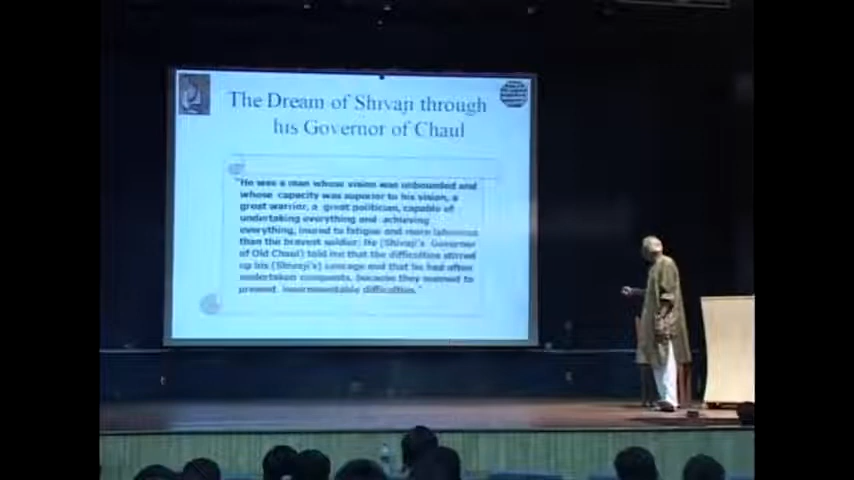 The Dream of Shivaji through
his Governor of Chaul
"He was a man whose vision was unbounded and
whose capacity was superior to his vision, a
great warrior, a great politician, capable of
undertaking everything and achieving
everything, inured to fatigue and more laborious
than the bravest soldier. He (Shivaji's Governor
of Old Chaul) told me that the difficulties stirred
up his (Shivaji's) courage and that he had often
undertaken conquests, because they seemed to
present insurmountable difficulties."